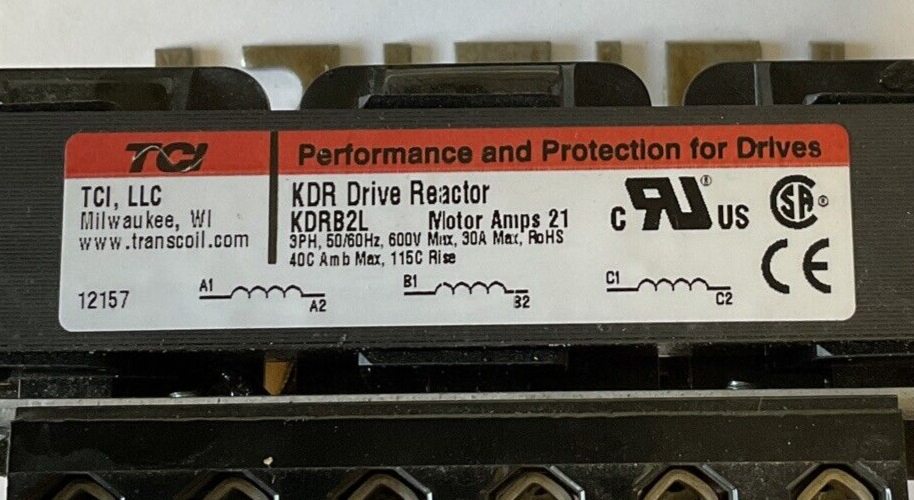 TCI Performance and Protection for Drives
TCI, LLC
Milwaukee, WI
www.transcoil.com
12157
KDR Drive Reactor
KDRB2L Motor Amps 21
3PH, 50/60Hz, 600V Max, 30A Max, RoHS
40C Amb Max, 115C Rise
C RU ® US
SA ®
CE
A1 A2
B1 B2
C1 C2